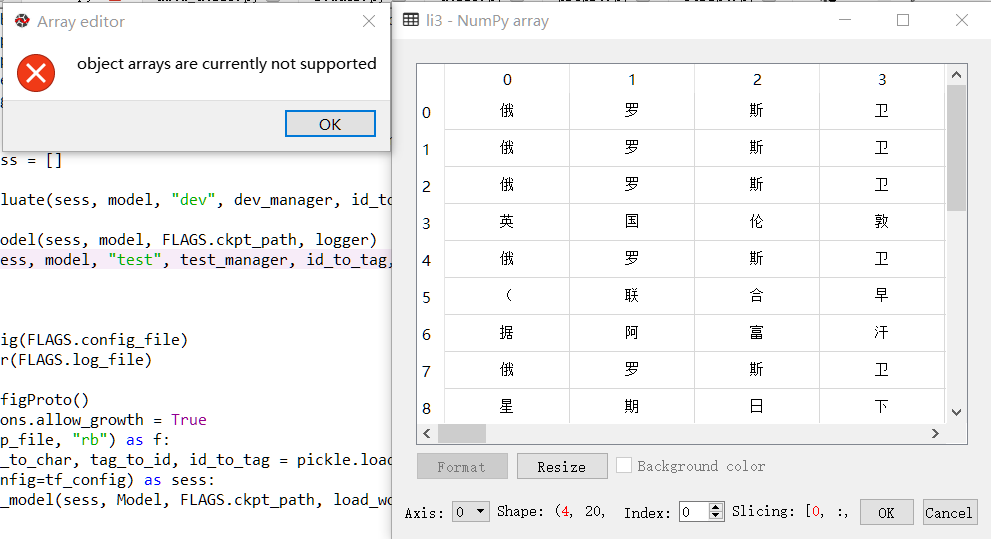 Array editor
object arrays are currently not supported
OK
ss = []
luate(sess, model, "dev", dev_manager, id_to
odel(sess, model, FLAGS.ckpt_path, logger)
ess, model, "test", test_manager, id_to_tag,
ig(FLAGS.config_file)
r(FLAGS.log_file)
figProto()
ons.allow_growth = True
p_file, "rb") as f:
_to_char, tag_to_id, id_to_tag = pickle.load
nfig=tf_config) as sess:
_model(sess, Model, FLAGS.ckpt_path, load_wo
li3 - NumPy array
0 1 2 3
0 俄 罗 斯 卫
1 俄 罗 斯 卫
2 俄 罗 斯 卫
3 英 国 伦 敦
4 俄 罗 斯 卫
5 （ 联 合 早
6 据 阿 富 汗
7 俄 罗 斯 卫
8 星 期 日 下
Format Resize Background color
Axis: 0 Shape: (4, 20, Index: 0 Slicing: [0, :, OK Cancel